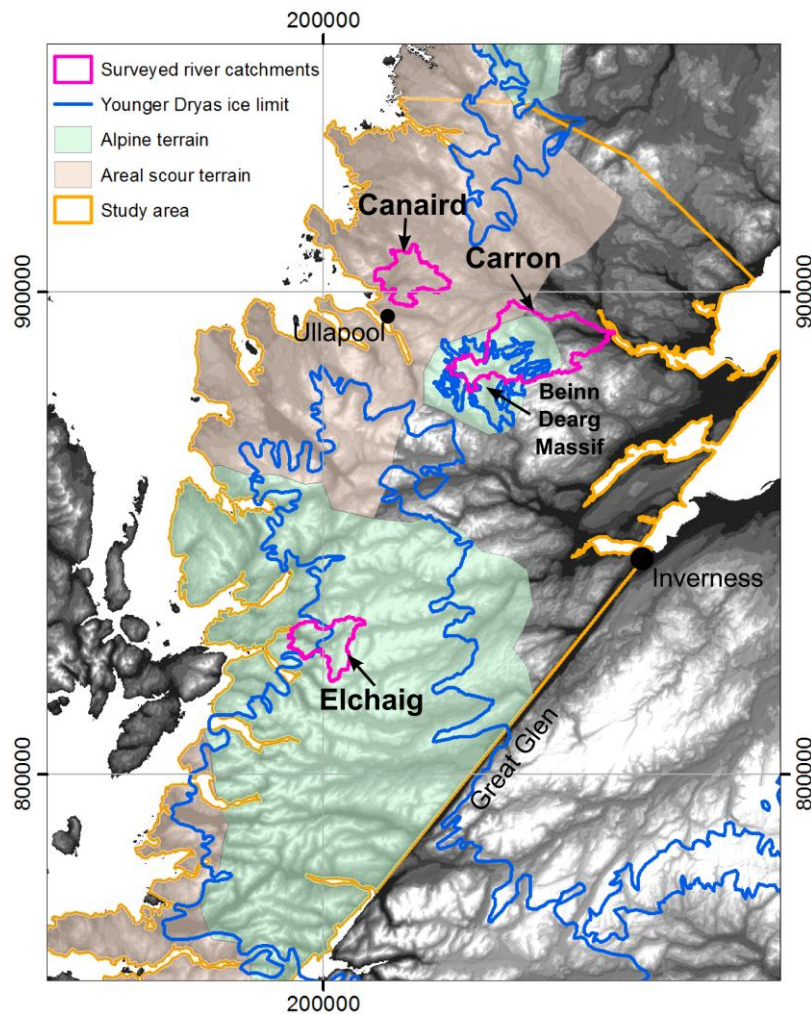 200000
Surveyed river catchments
Younger Dryas ice limit
Alpine terrain
Areal scour terrain
Study area
Canaird
Carron
900000
900000
Ullapool
Beinn
Dearg
Massif
Inverness
Elchaig
Great Glen
800000
800000
200000